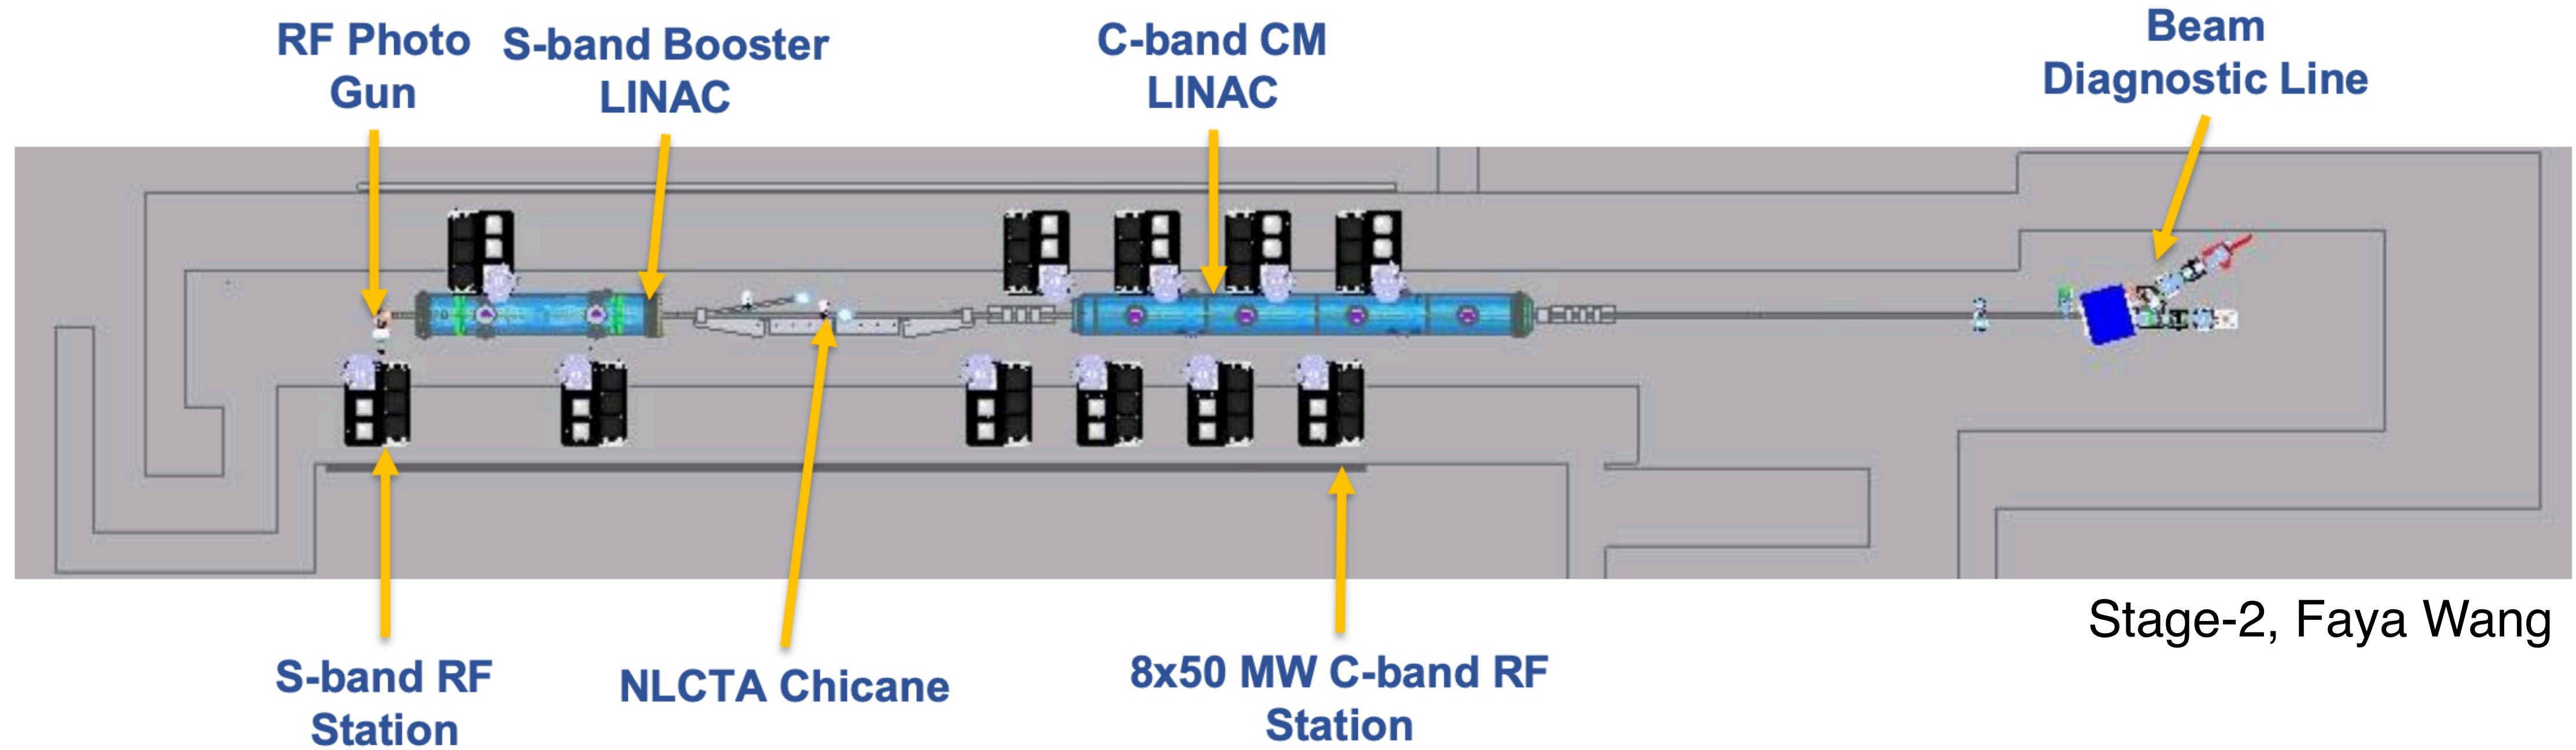 RF Photo
Gun
S-band Booster
LINAC
C-band CM
LINAC
Beam
Diagnostic Line
Stage-2, Faya Wang
S-band RF
Station
NLCTA Chicane
8x50 MW C-band RF
Station